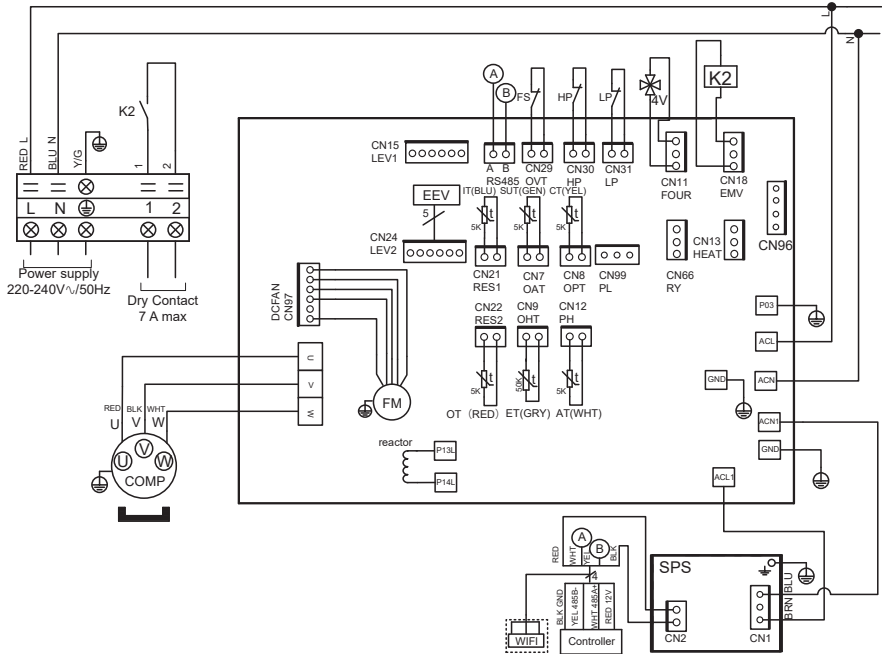 L
N
RED L
BLU N
Y/G
K2
1
2
L N 1 2
Power supply
220-240V∿/50Hz
Dry Contact
7 A max
A
B
FS
HP
LP
4V
K2
CN15
LEV1
A B
RS485
CN29
OVT
CN30
HP
CN31
LP
CN11
FOUR
CN18
EMV
CN96
EEV
5
CN24
LEV2
IT(BLU)
SUT(GEN)
CT(YEL)
t
5K
t
5K
t
5K
CN21
RES1
CN7
OAT
CN8
OPT
CN99
PL
CN66
RY
CN13
HEAT
DCFAN
CN97
CN22
RES2
CN9
OHT
CN12
PH
t
5K
t
50K
t
5K
OT (RED)
ET(GRY)
AT(WHT)
P03
ACL
ACN
GND
ACN1
GND
ACL1
U
V
W
FM
RED BLK WHT
U V W
U V W
COMP
reactor
P13L
P14L
RED
WHT
YEL
BLK
A
B
4
BLK GND
YEL 485B-
WHT 485A+
RED 12V
WIFI
Controller
SPS
CN2
CN1
BRN
BLU